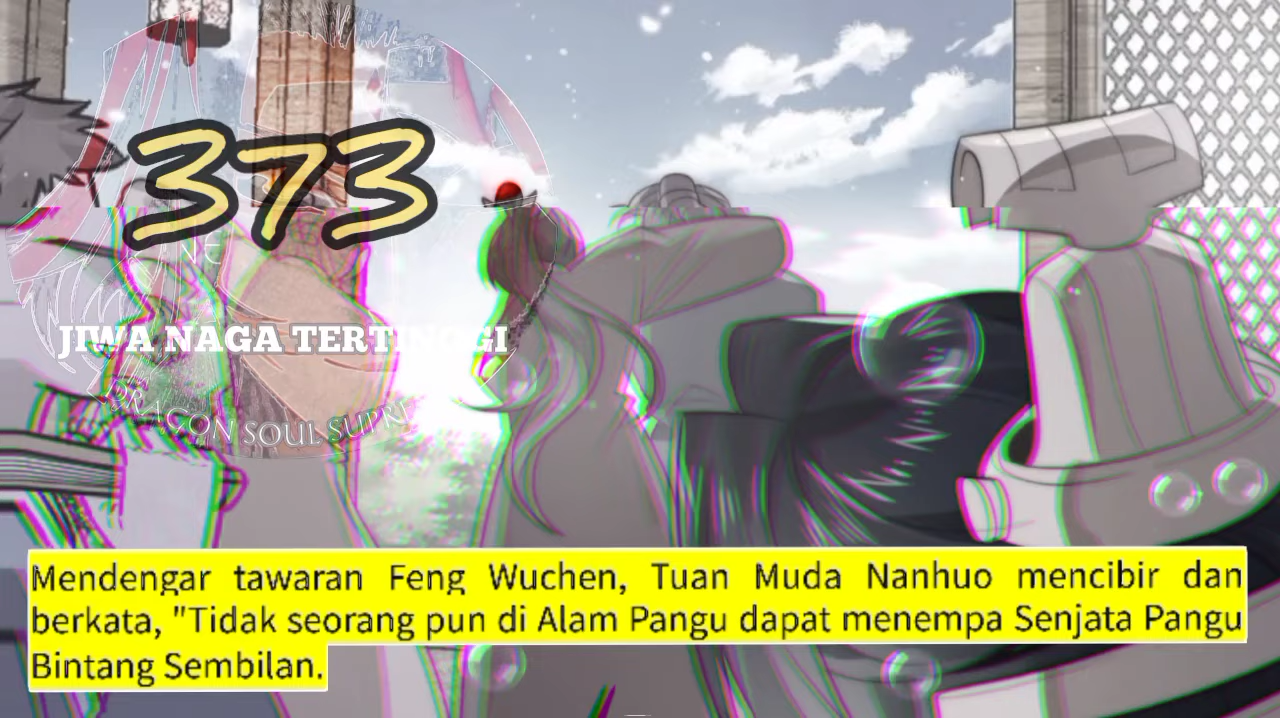 373
JIWA NAGA TERTINGGI
DRAGON SOUL SUPR
Mendengar tawaran Feng Wuchen, Tuan Muda Nanhuo mencibir dan
berkata, "Tidak seorang pun di Alam Pangu dapat menempa Senjata Pangu
Bintang Sembilan.